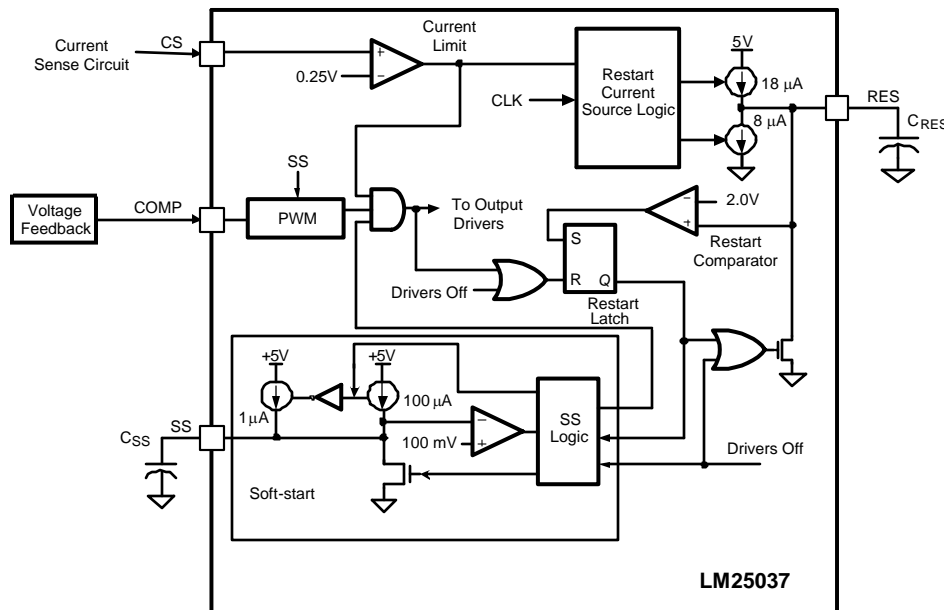 Current
Sense Circuit
CS
0.25V
Current
Limit
CLK
Restart
Current
Source Logic
5V
18 μA
8 μA
RES
CRES
Voltage
Feedback
COMP
SS
PWM
To Output
Drivers
2.0V
Restart
Comparator
S
R
Q
Drivers Off
Restart
Latch
+5V
+5V
1μA
100 μA
100 mV
SS
Logic
SS
CSS
Drivers Off
Soft-start
LM25037